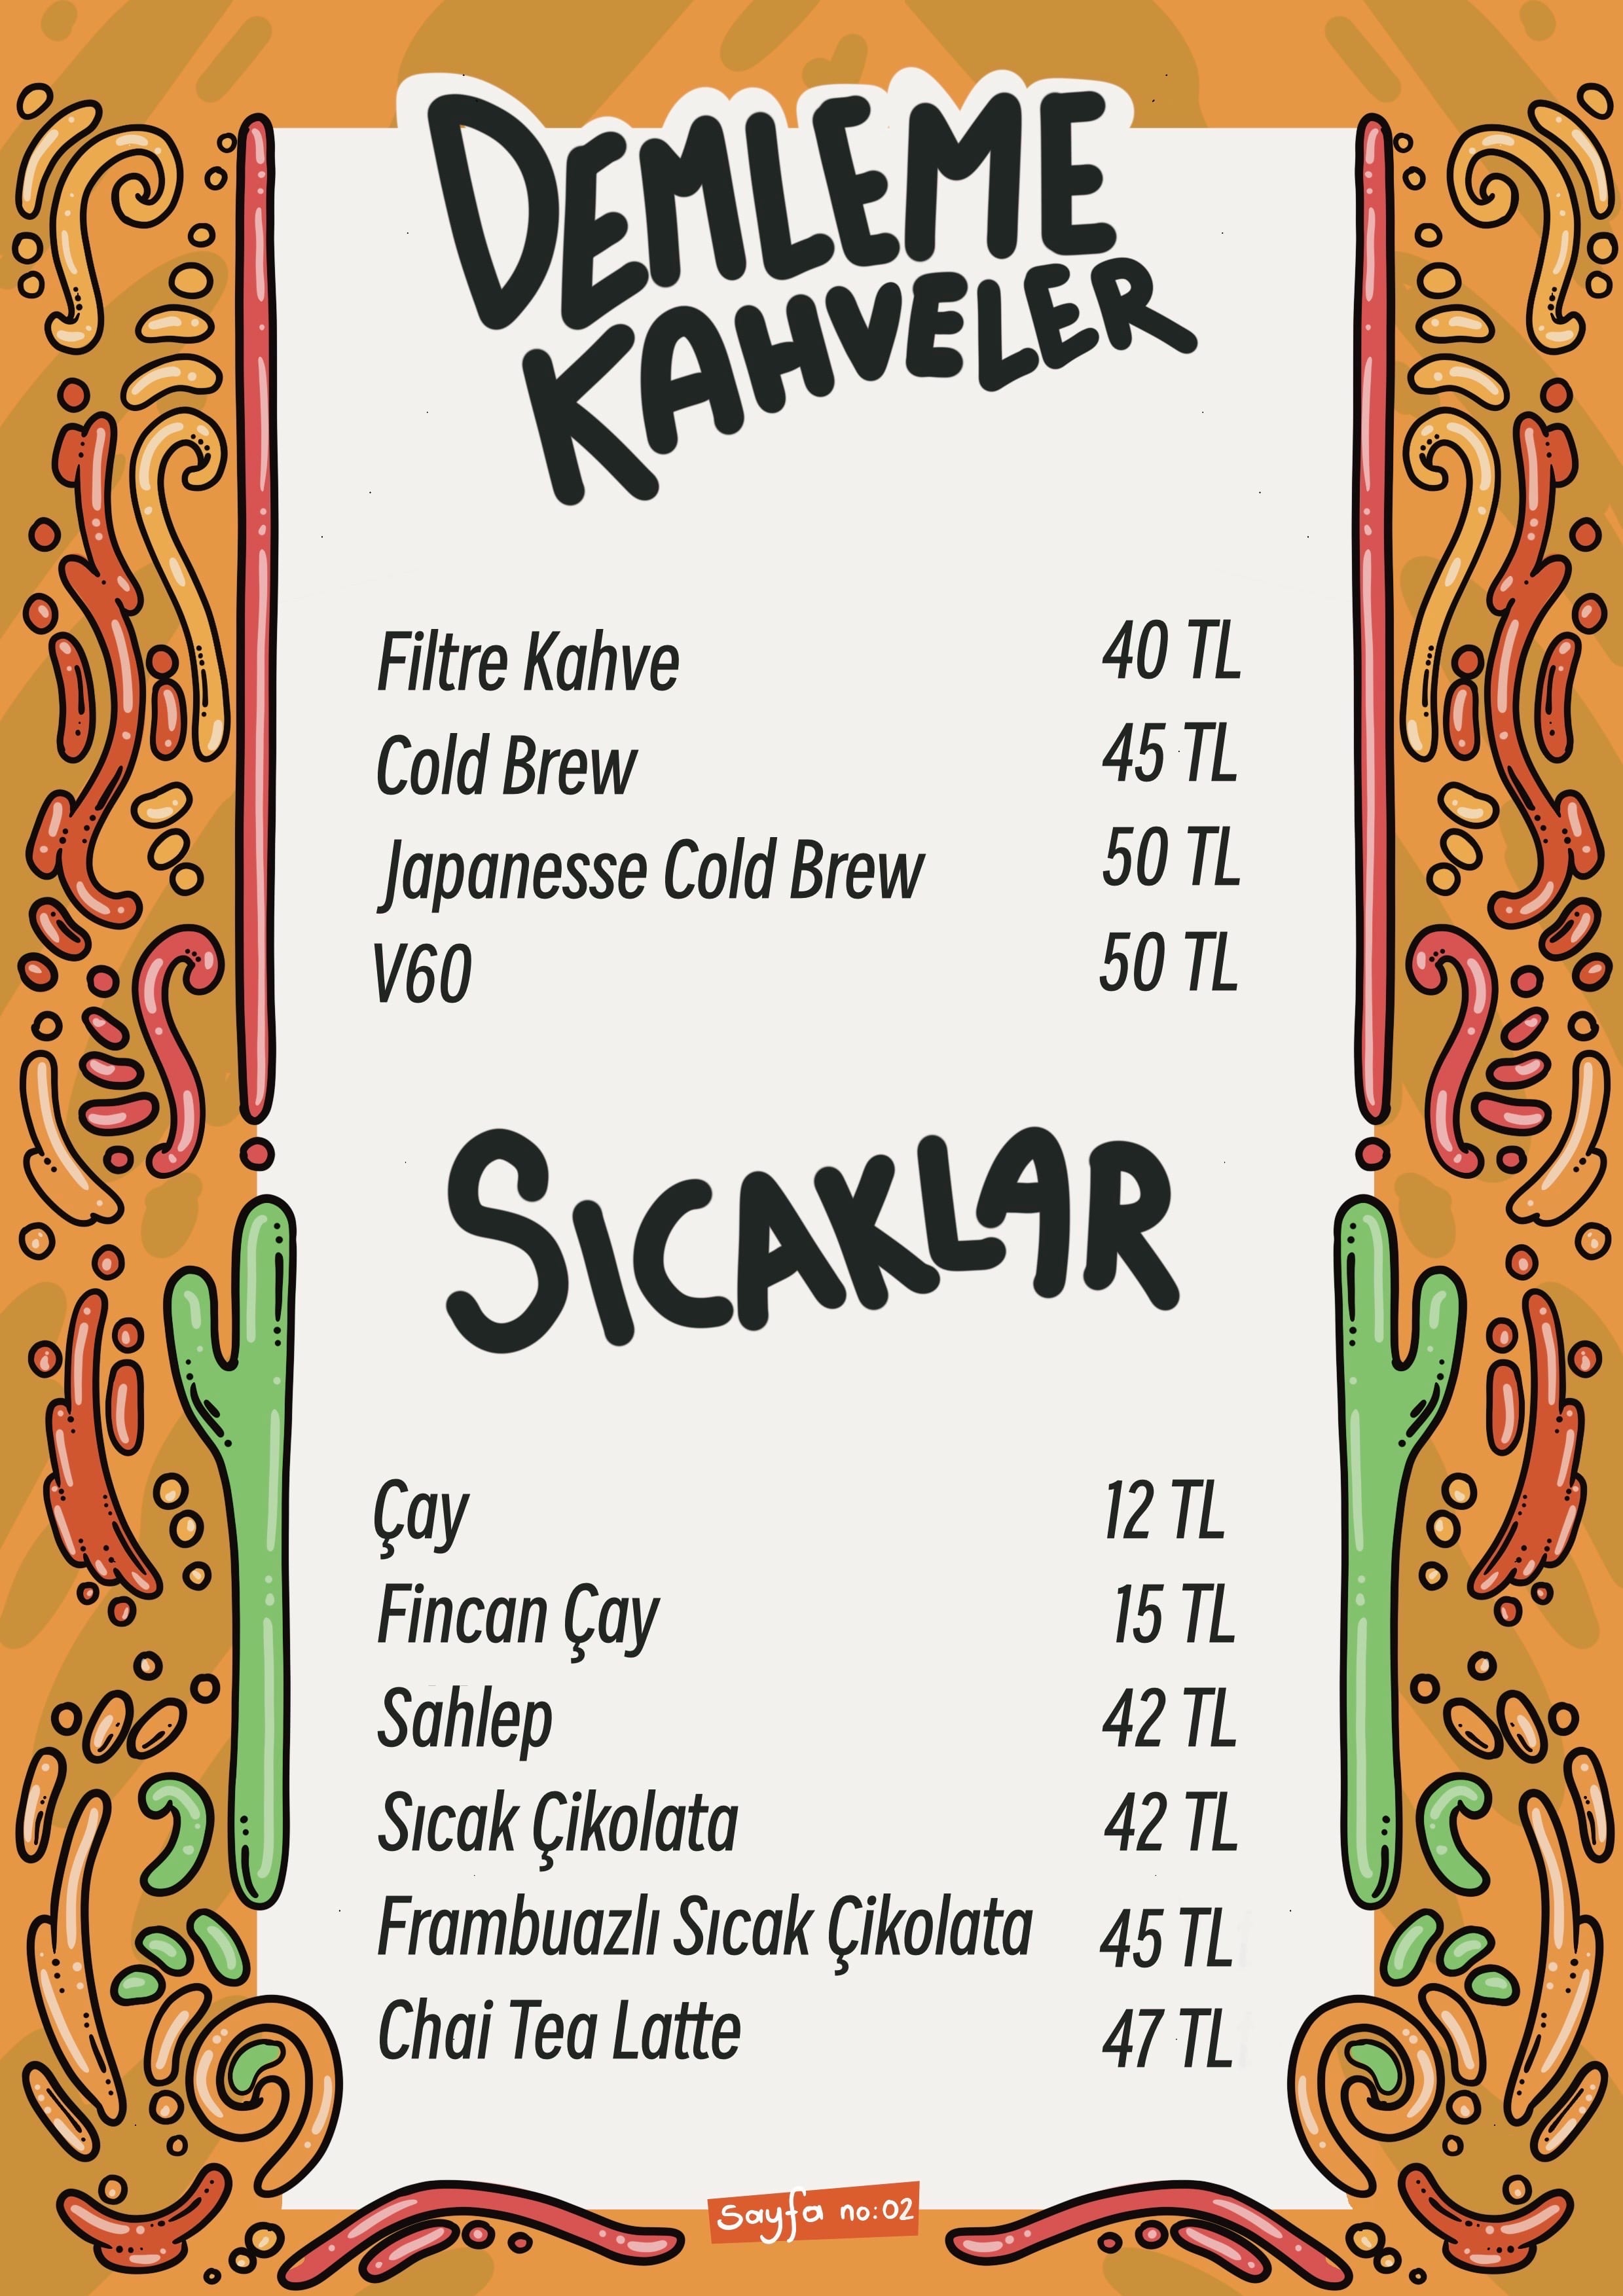 DEMLEME
KAHVELER
Filtre Kahve 40 TL
Cold Brew 45 TL
Japanesse Cold Brew 50 TL
V60 50 TL
SICAKLAR
Çay 12 TL
Fincan Çay 15 TL
Sahlep 42 TL
Sıcak Çikolata 42 TL
Frambuazlı Sıcak Çikolata 45 TL
Chai Tea Latte 47 TL
Sayfa no:02